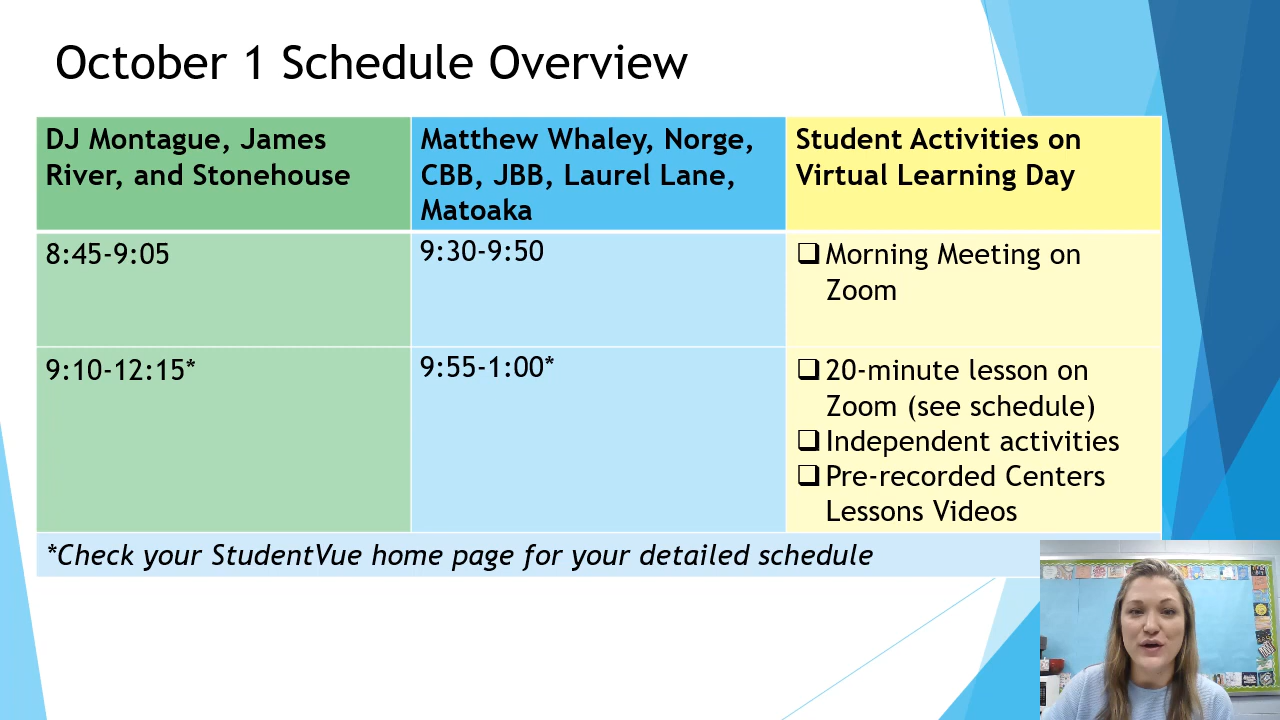 October 1 Schedule Overview
DJ Montague, James
River, and Stonehouse
Matthew Whaley, Norge,
CBB, JBB, Laurel Lane,
Matoaka
Student Activities on
Virtual Learning Day
8:45-9:05
9:30-9:50
❑ Morning Meeting on
Zoom
9:10-12:15*
9:55-1:00*
❑ 20-minute lesson on
Zoom (see schedule)
❑ Independent activities
❑ Pre-recorded Centers
Lessons Videos
*Check your StudentVue home page for your detailed schedule